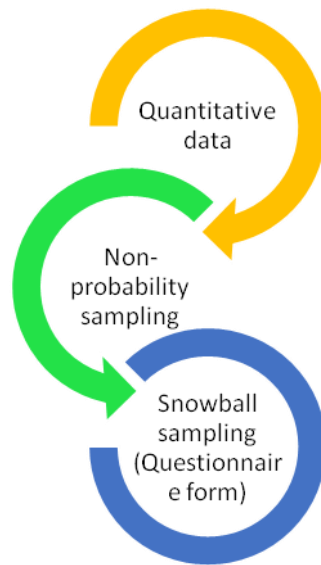 Quantitative
data
Non-
probability
sampling
Snowball
sampling
(Questionnair
e form)